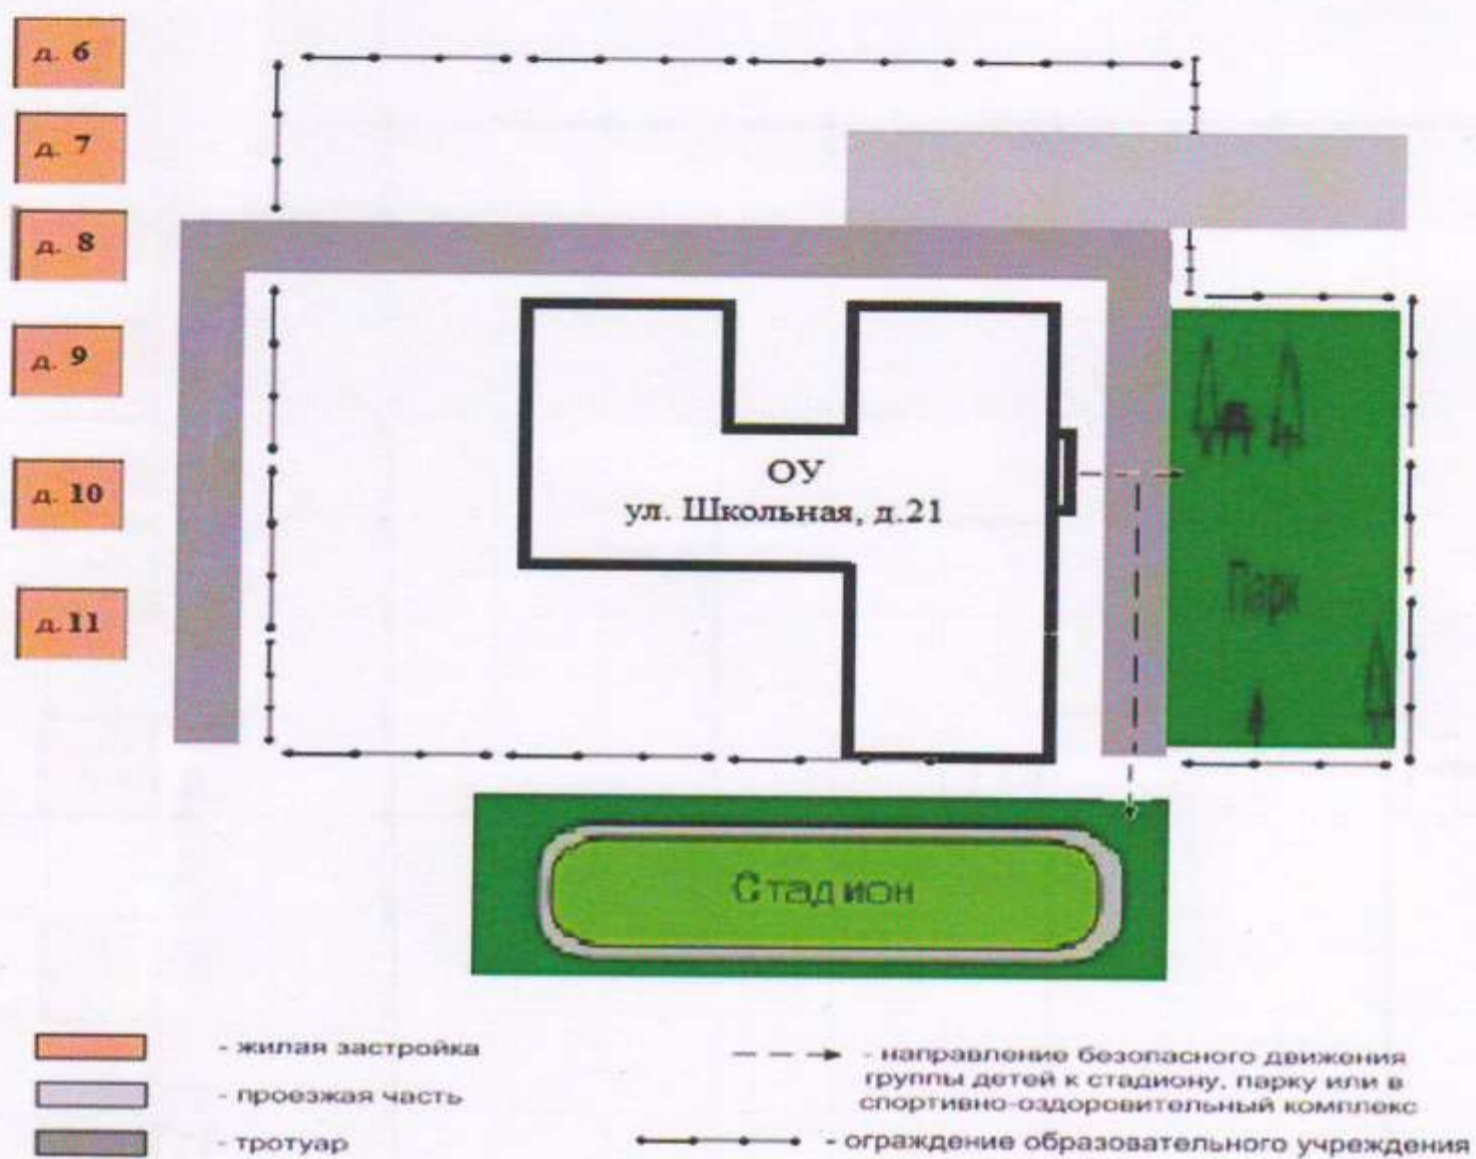 д. 6
д. 7
д. 8
д. 9
д. 10
д. 11
ОУ
ул. Школьная, д.21
Парк
Стадион
- жилая застройка
- проезжая часть
- тротуар
- направление безопасного движения
группы детей к стадиону, парку или в
спортивно-оздоровительный комплекс
- ограждение образовательного учреждения